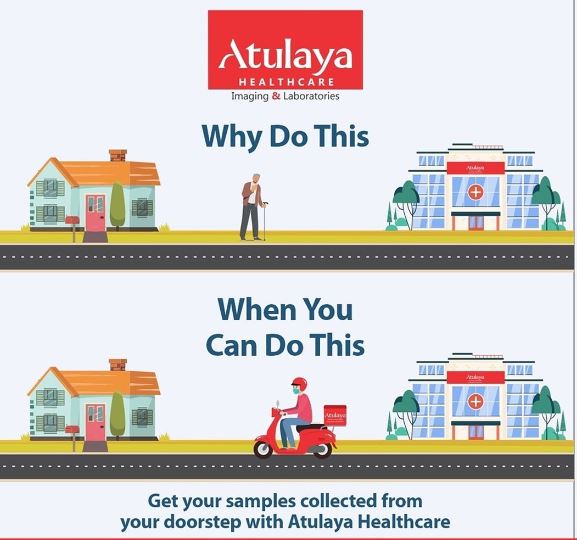 Atulaya
HEALTHCARE
Imaging & Laboratories
Why Do This
Atulaya
When You
Can Do This
Atulaya
Atulaya
Get your samples collected from
your doorstep with Atulaya Healthcare